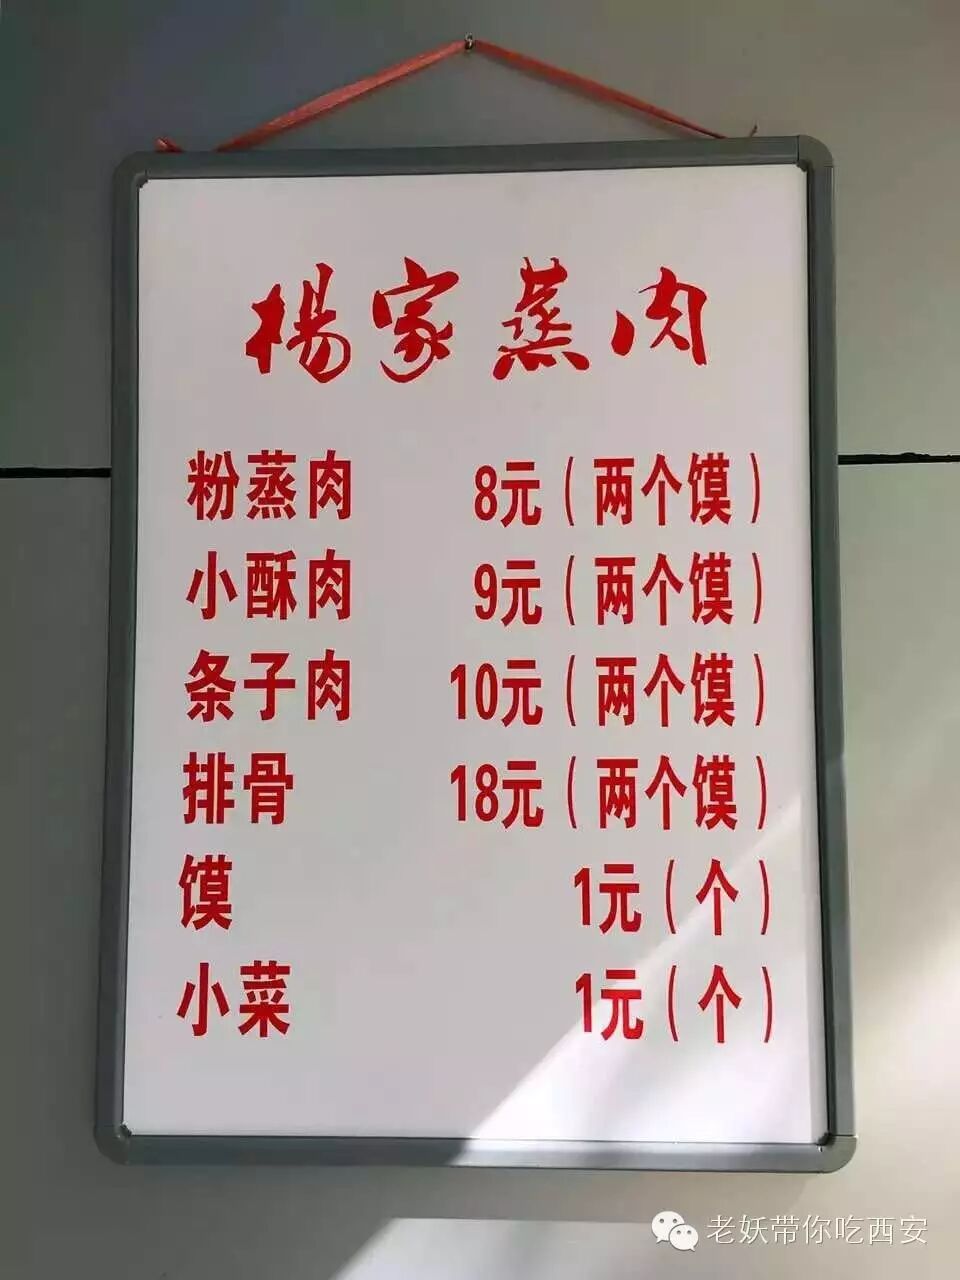 杨家蒸肉
粉蒸肉 8元（两个馍）
小酥肉 9元（两个馍）
条子肉 10元（两个馍）
排骨 18元（两个馍）
馍 1元（个）
小菜 1元（个）
老妖带你吃西安